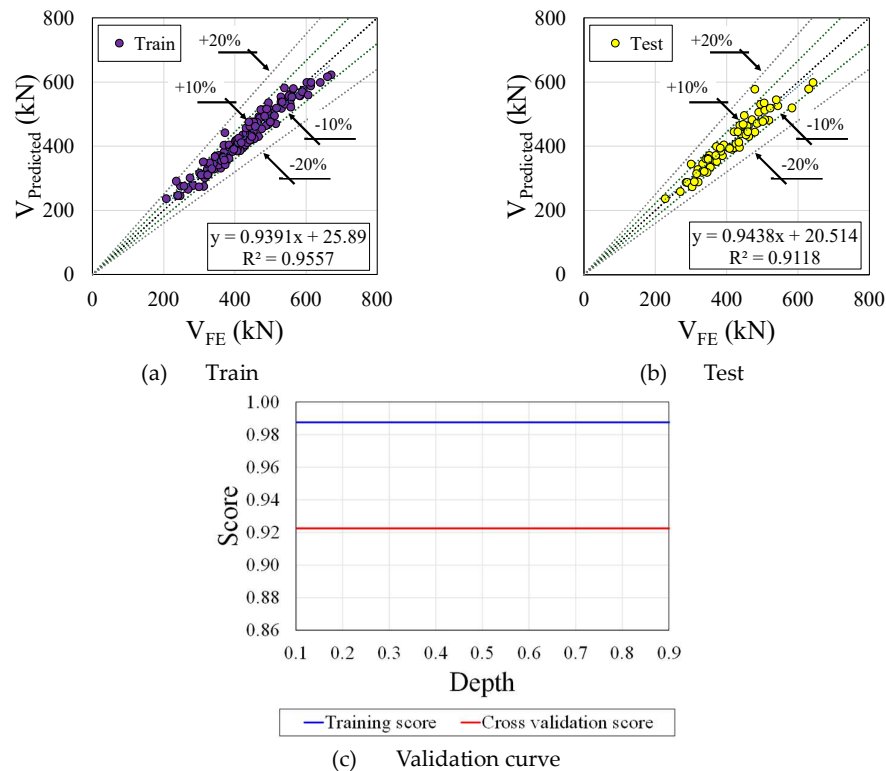 800
600
400
200
0
V_Predicted (kN)
Train
+20%
+10%
-10%
-20%
y = 0.9391x + 25.89
R² = 0.9557
0 200 400 600 800
V_FE (kN)
(a) Train
800
600
400
200
0
V_Predicted (kN)
Test
+20%
+10%
-10%
-20%
y = 0.9438x + 20.514
R² = 0.9118
0 200 400 600 800
V_FE (kN)
(b) Test
1.00
0.98
0.96
0.94
0.92
0.90
0.88
0.86
Score
0.1 0.2 0.3 0.4 0.5 0.6 0.7 0.8 0.9
Depth
Training score Cross validation score
(c) Validation curve